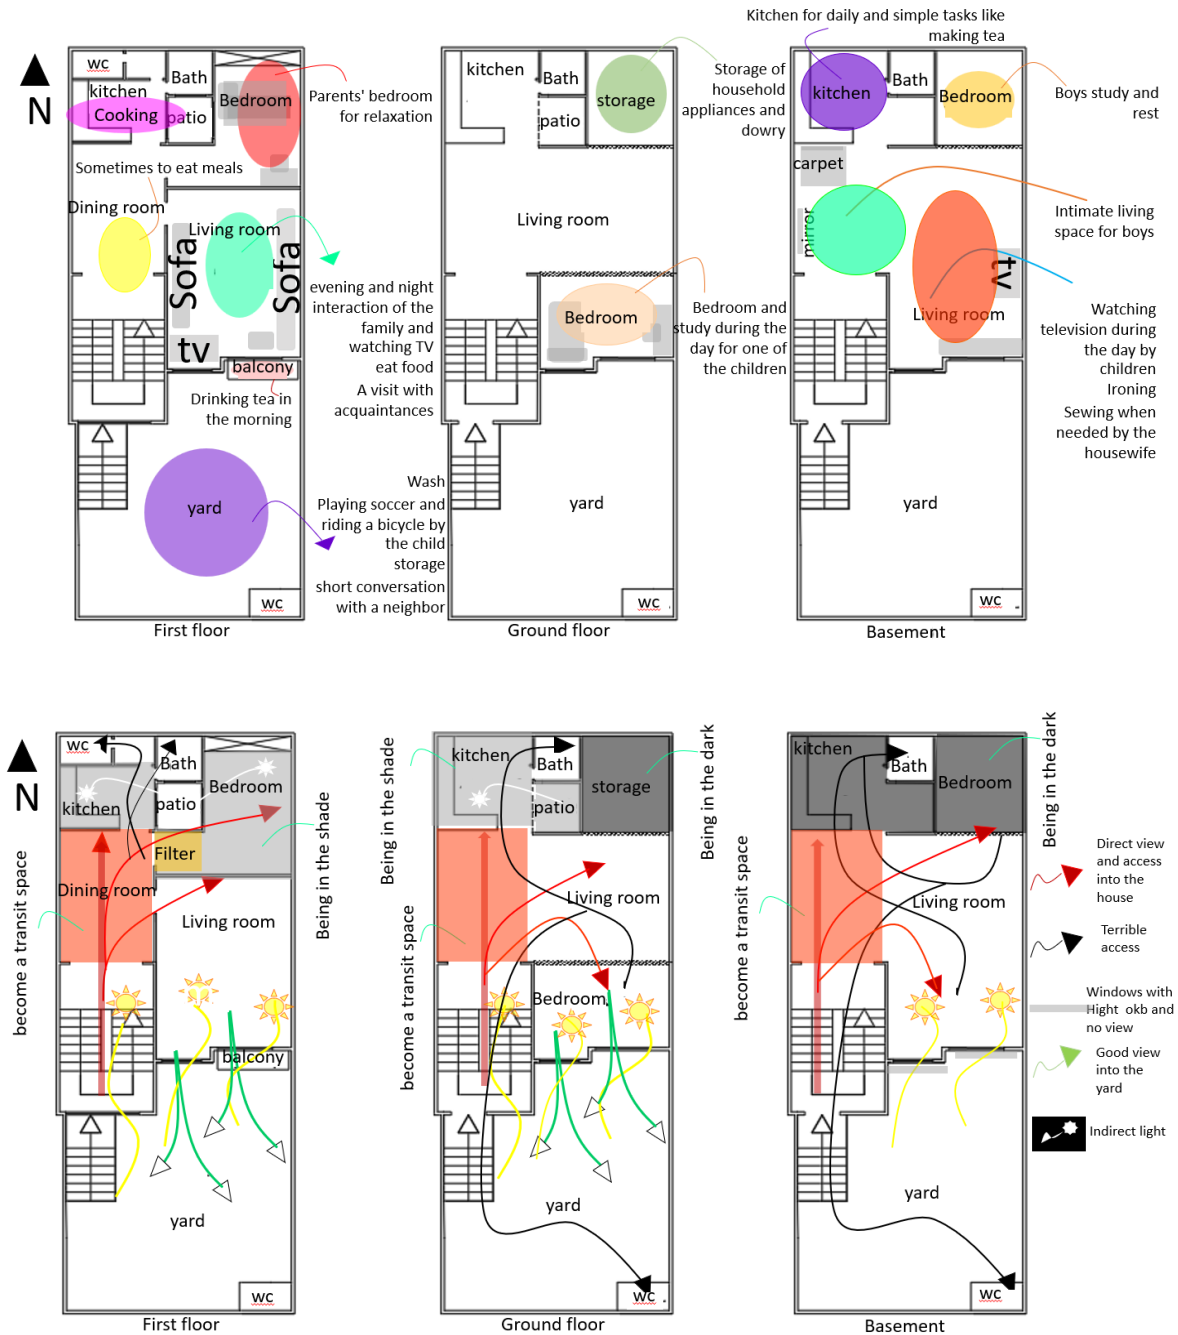 Kitchen for daily and simple tasks like
making tea
N
wc
Bath
kitchen
Cooking
patio
Bedroom
Parents' bedroom
for relaxation
Sometimes to eat meals
Dining room
Living room
Sofa
Sofa
tv
balcony
Drinking tea in
the morning
evening and night
interaction of the
family and
watching TV
eat food
A visit with
acquaintances
yard
Wash
Playing soccer and
riding a bicycle by
the child
storage
short conversation
with a neighbor
wc
First floor
kitchen
Bath
patio
storage
Storage of
household
appliances and
dowry
Living room
Bedroom
Bedroom and
study during the
day for one of
the children
yard
wc
Ground floor
kitchen
Bath
Bedroom
Boys study and
rest
carpet
mirror
Intimate living
space for boys
tv
Living room
Watching
television during
the day by
children
Ironing
Sewing when
needed by the
housewife
yard
wc
Basement
N
wc
Bath
Bedroom
kitchen
patio
Filter
Dining room
Living room
become a transit space
Being in the shade
balcony
yard
wc
First floor
Being in the shade
kitchen
Bath
patio
storage
Being in the dark
become a transit space
Living room
Bedroom
yard
wc
Ground floor
kitchen
Bath
Bedroom
Being in the dark
become a transit space
Living room
yard
wc
Basement
Direct view
and access
into the
house
Terrible
access
Windows with
Hight okb and
no view
Good view
into the
yard
Indirect light